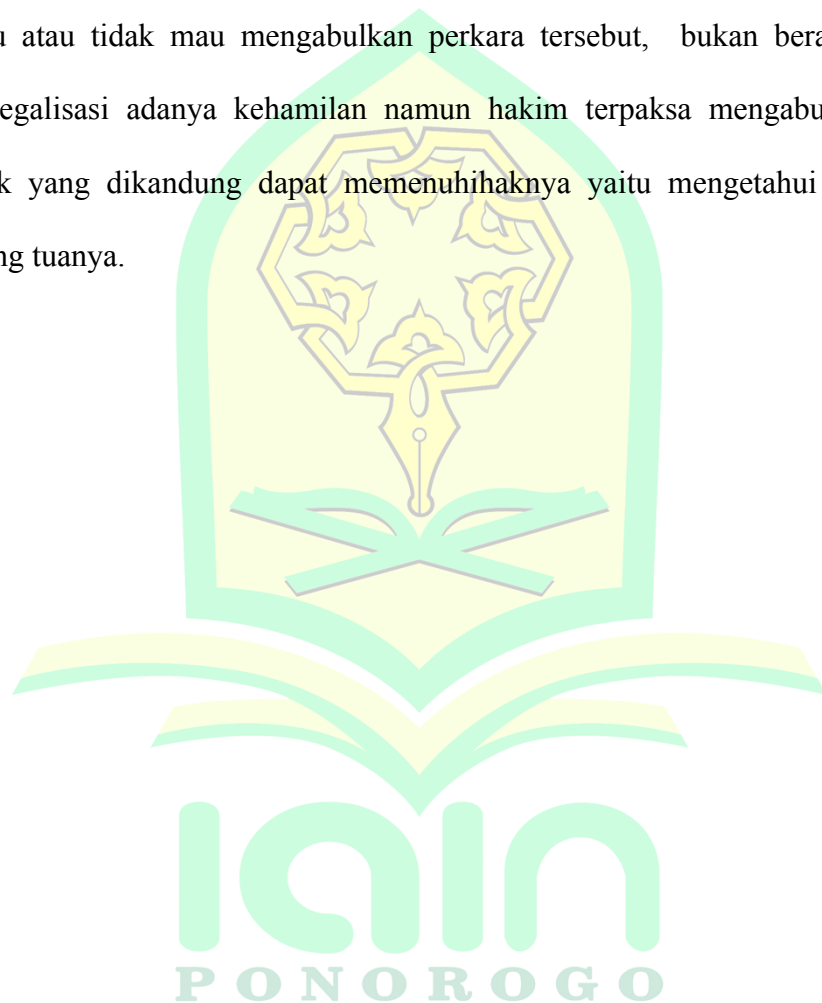 u atau tidak mau mengabulkan perkara tersebut, bukan bera
egalisasi adanya kehamilan namun hakim terpaksa mengabu
k yang dikandung dapat memenuhihaknya yaitu mengetahui
ng tuanya.
iain
PONOROGO